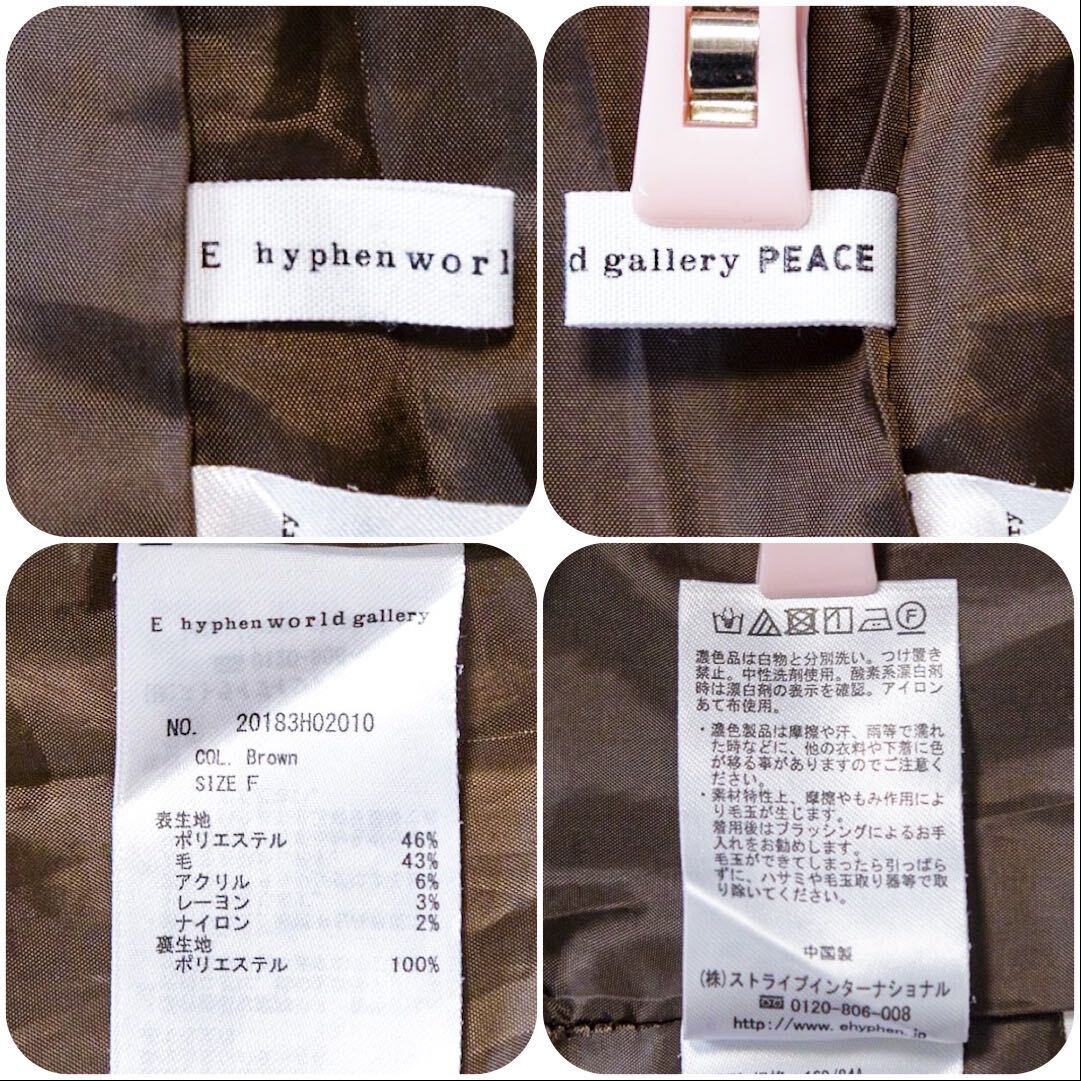 E hyphen worl
d gallery PEACE
ry
ry
E hyphen world gallery
NO. 20183H02010
COL. Brown
SIZE F
表生地
ポリエステル 46%
毛 43%
アクリル 6%
レーヨン 3%
ナイロン 2%
裏生地
ポリエステル 100%
F
濃色品は白物と分別洗い。つけ置き
禁止。中性洗剤使用。酸素系漂白剤
時は漂白剤の表示を確認。アイロン
あて布使用。
・濃色製品は摩擦や汗、雨等で濡れ
た時などに、他の衣料や下着に色
が移る事がありますのでご注意く
ださい。
・素材特性上、摩擦やもみ作用によ
り毛玉が生じます。
着用後はブラッシングによるお手
入れをお勧めします。
毛玉ができてしまったら引っぱら
ずに、ハサミや毛玉取り器等で取
り除いてください。
中国製
(株)ストライプインターナショナル
0120-806-008
http://www.ehyphen.jp
160/84A